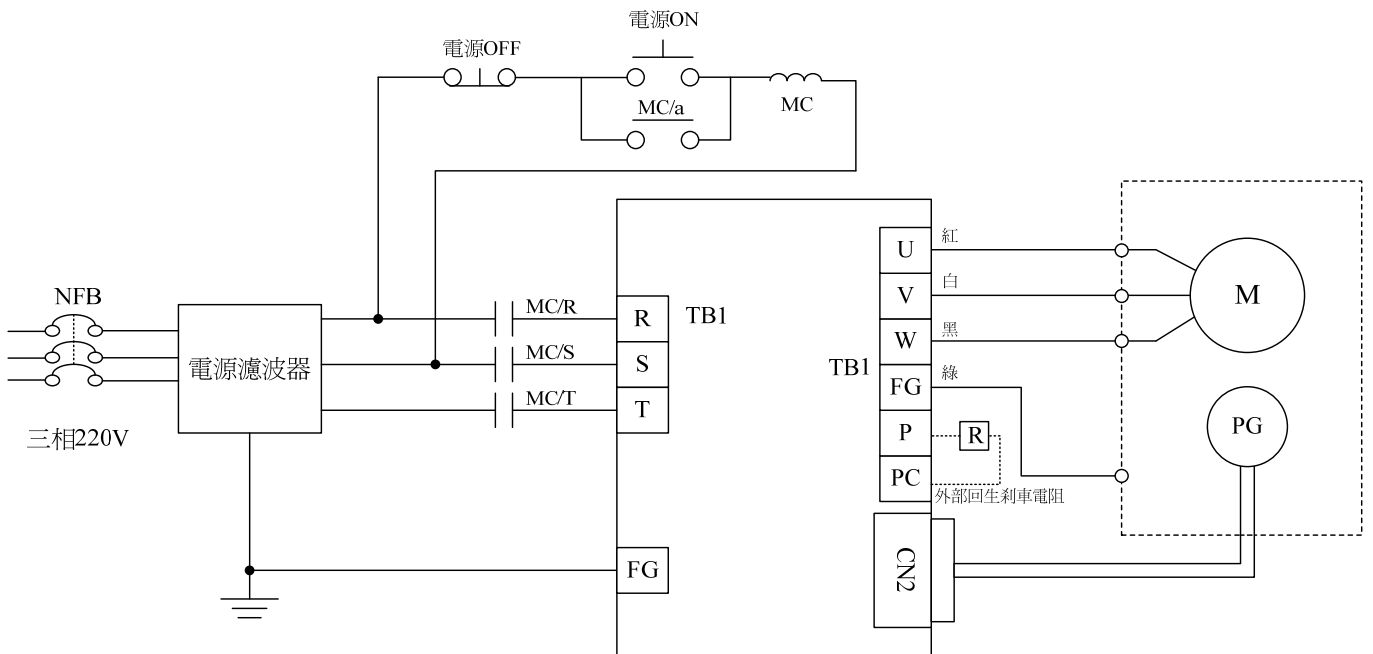 電源ON
電源OFF
MC/a
MC
紅
U
白
V
M
NFB
MC/R
R
TB1
黑
W
MC/S
S
電源濾波器
TB1
綠
FG
MC/T
T
三相220V
P
R
PG
PC
外部回生剎車電阻
FG
CN2